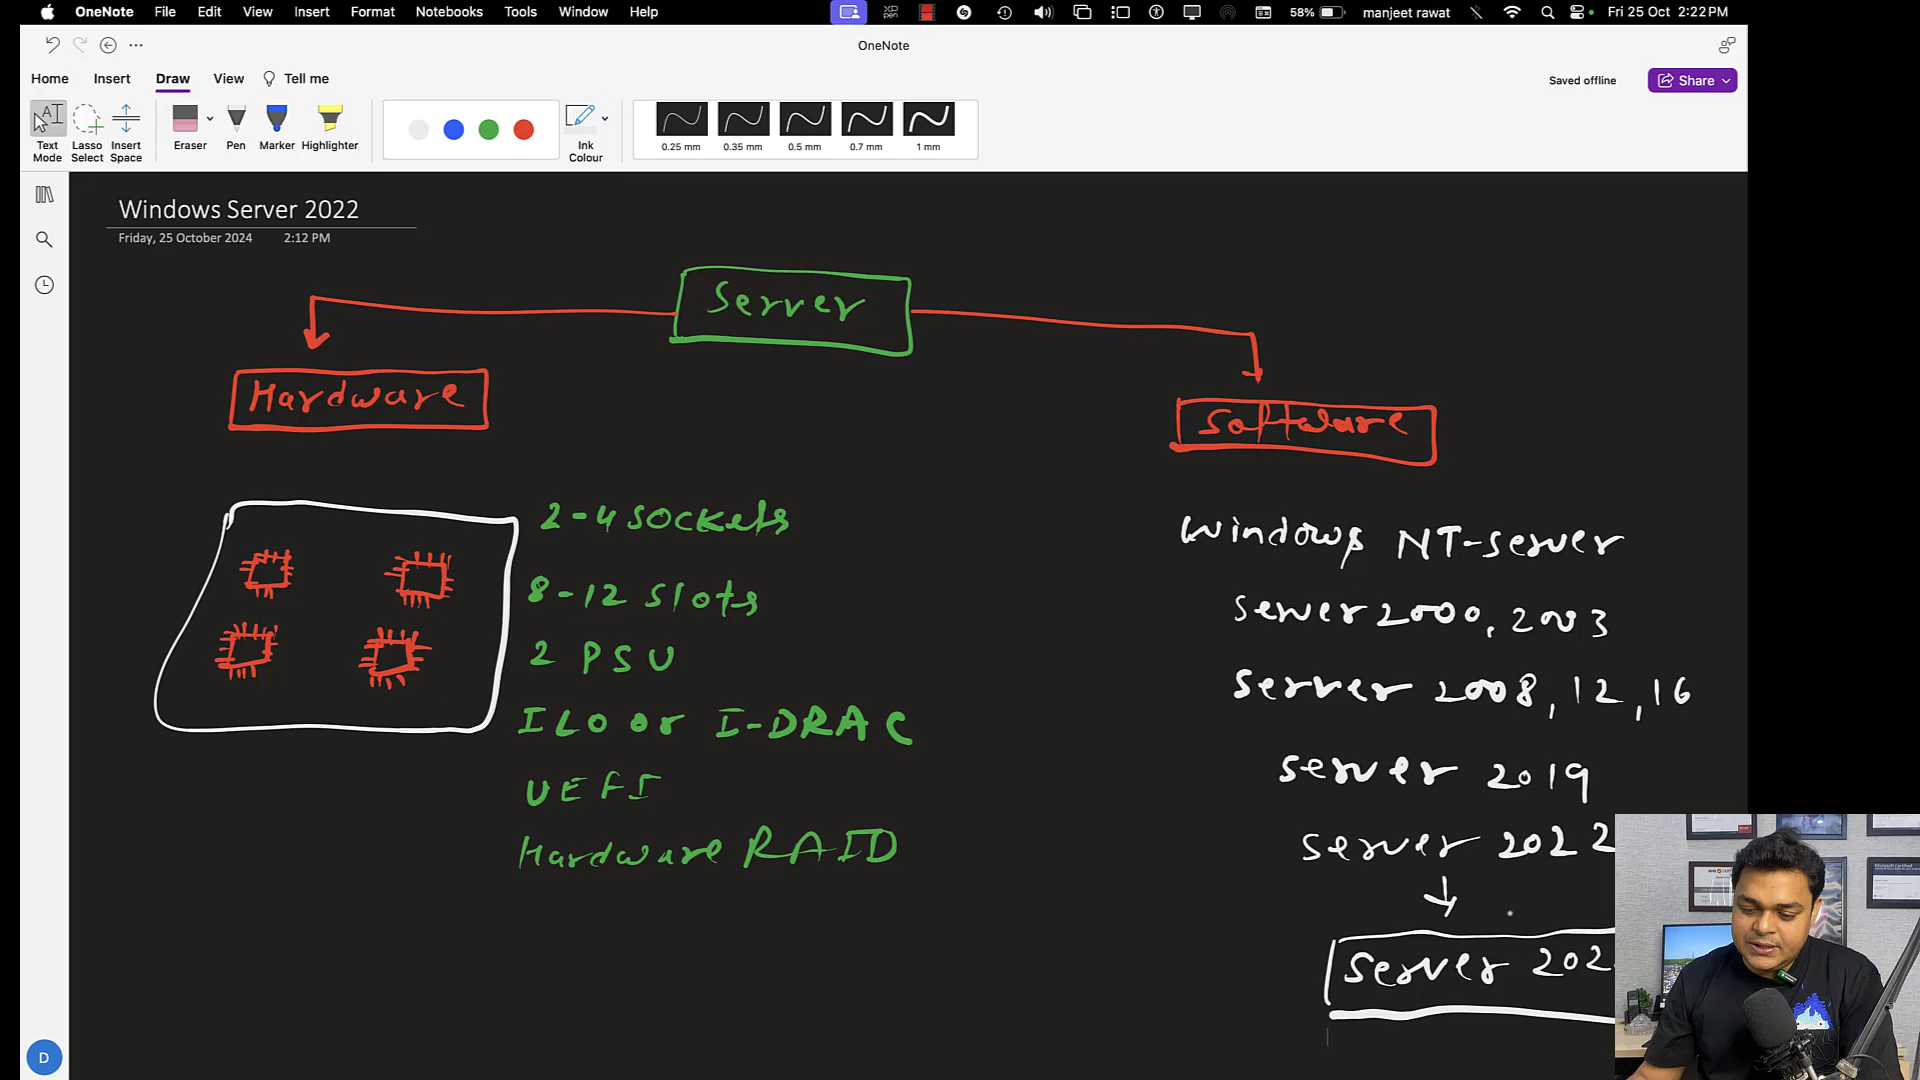 OneNote File Edit View Insert Format Notebooks Tools Window Help
58% manjeet rawat Fri 25 Oct 2:22 PM
OneNote
Home Insert Draw View Tell me
Saved offline Share
Text Mode
Lasso Select
Insert Space
Eraser
Pen
Marker
Highlighter
Ink Colour
0.25 mm
0.35 mm
0.5 mm
0.7 mm
1 mm
Windows Server 2022
Friday, 25 October 2024 2:12 PM
Server
Hardware
Software
2-4 Sockets
8-12 Slots
2 PSU
ILO or I-DRAC
UEFI
Hardware RAID
Windows NT-server
Server 2000, 2003
Server 2008, 12, 16
Server 2019
Server 2022
Server 202
D